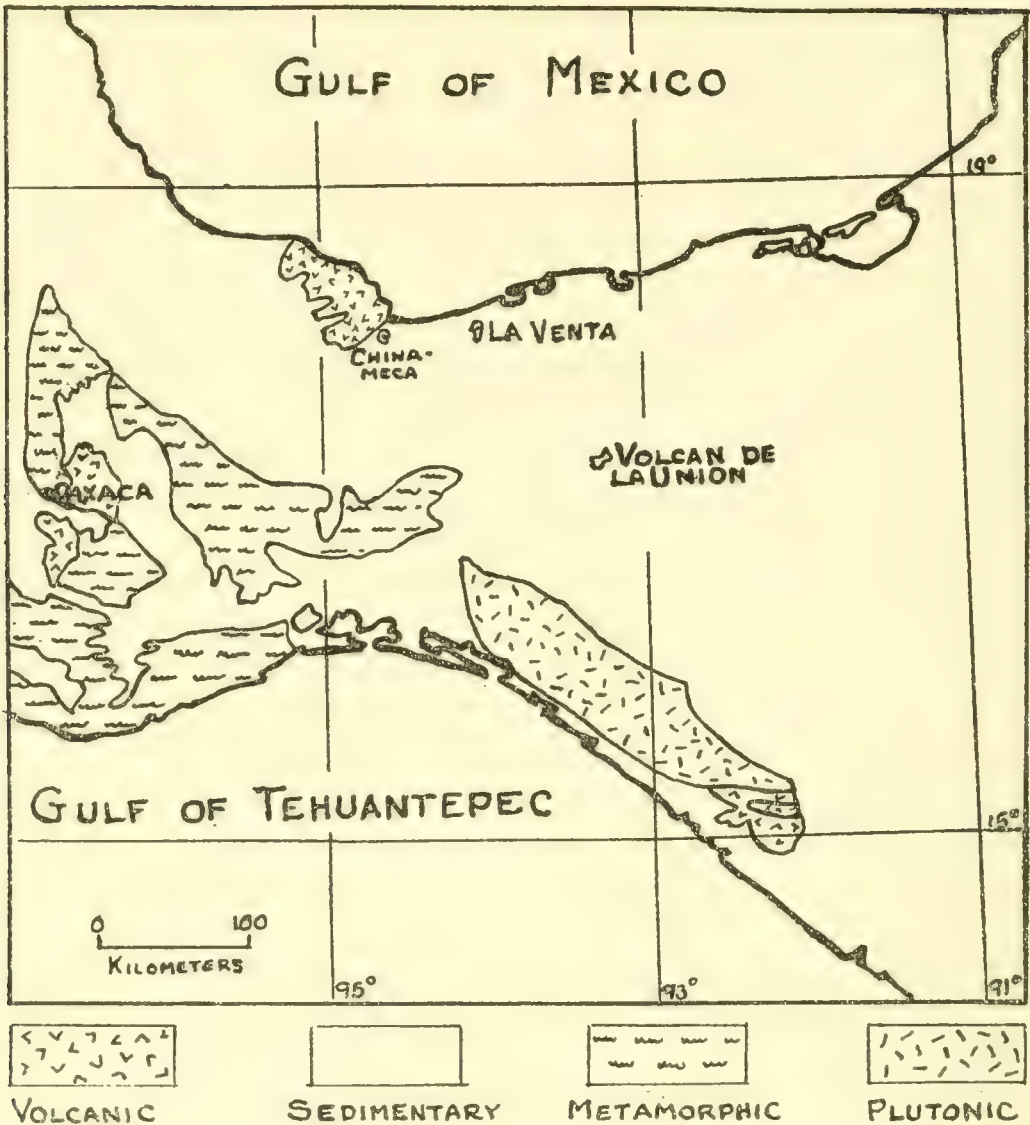 GULF OF MEXICO
19°
LA VENTA
CHINA-
MECA
VOLCAN DE
LA UNION
OAXACA
GULF OF TEHUANTEPEC
15°
0 100
KILOMETERS
95° 93° 91°
VOLCANIC SEDIMENTARY METAMORPHIC PLUTONIC